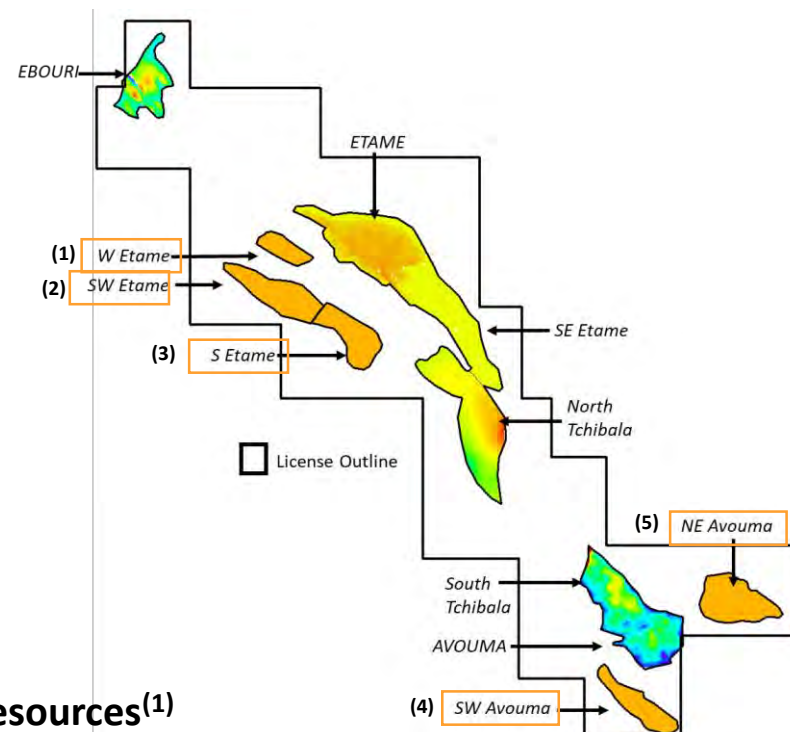 EBOURI
ETAME
(1) W Etame
(2) SW Etame
SE Etame
(3) S Etame
North
Tchibala
License Outline
(5) NE Avouma
South
Tchibala
AVOUMA
(4) SW Avouma
esources(1)